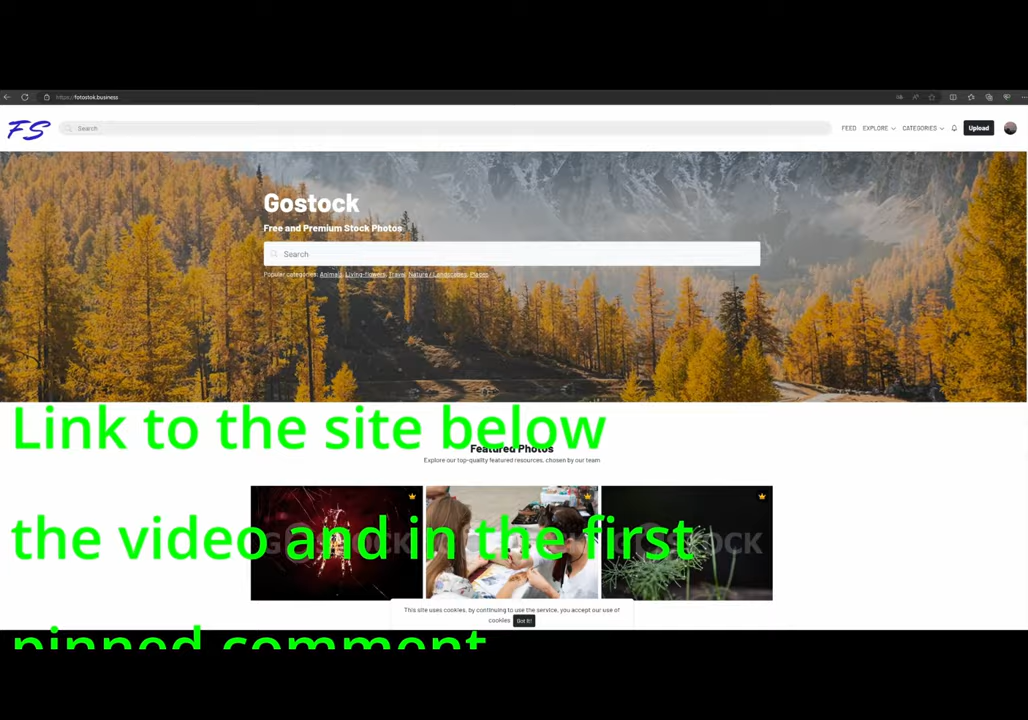 https://fotostok.business
FS
Search
FEED EXPLORE CATEGORIES Upload
Gostock
Free and Premium Stock Photos
Search
Popular categories: Animals, Living-flowers, Travel, Nature / Landscapes, Places
Link to the site below
Featured Photos
Explore our top-quality featured resources, chosen by our team
the video and in the first
This site uses cookies, by continuing to use the service, you accept our use of
cookies Got it!
pinned comment